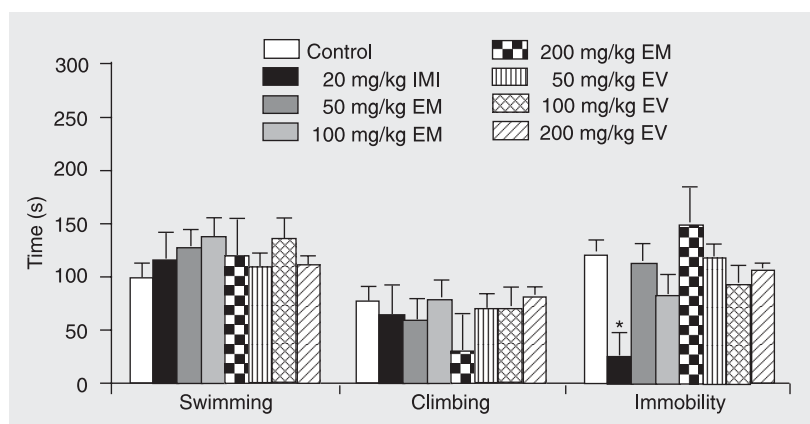 Control
20 mg/kg IMI
50 mg/kg EM
100 mg/kg EM
200 mg/kg EM
50 mg/kg EV
100 mg/kg EV
200 mg/kg EV
Time (s)
300
250
200
150
100
50
0
*
Swimming
Climbing
Immobility